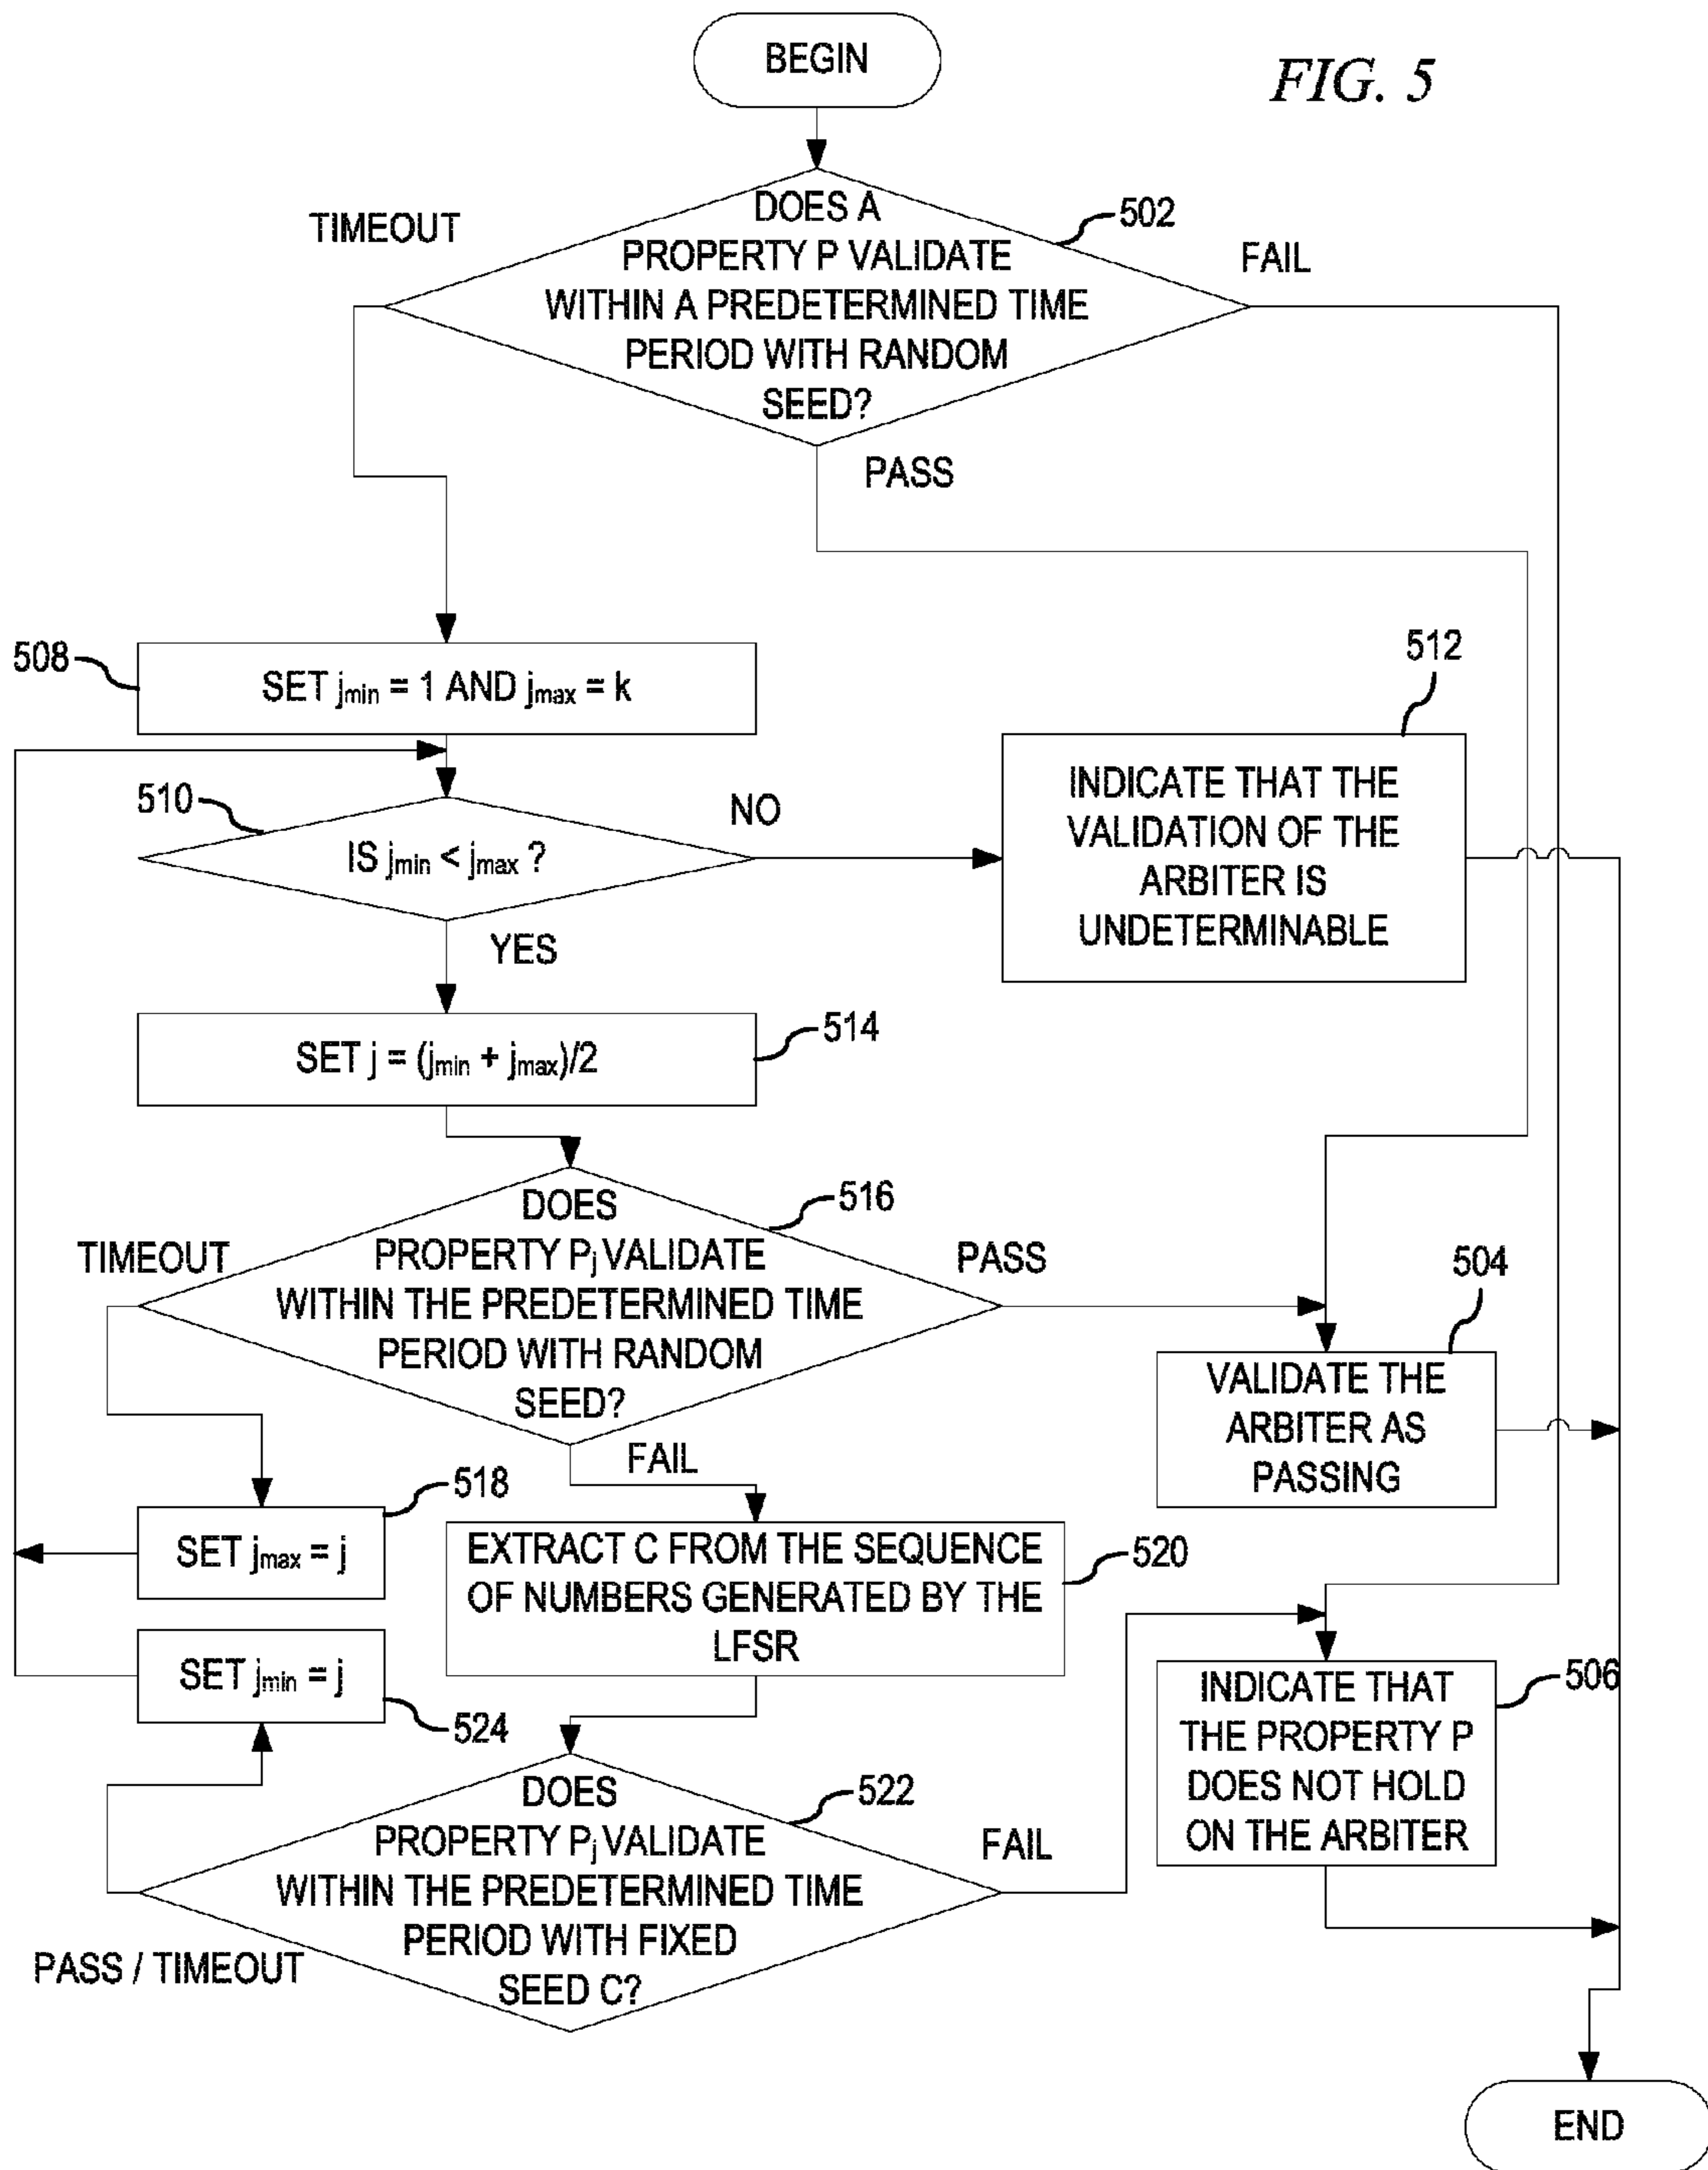 BEGIN
FIG. 5
DOES A
PROPERTY P VALIDATE
WITHIN A PREDETERMINED TIME
PERIOD WITH RANDOM
SEED?
502
TIMEOUT
FAIL
PASS
508
SET jmin = 1 AND jmax = k
512
INDICATE THAT THE
VALIDATION OF THE
ARBITER IS
UNDETERMINABLE
510
IS jmin < jmax ?
NO
YES
SET j = (jmin + jmax)/2
514
DOES
PROPERTY Pj VALIDATE
WITHIN THE PREDETERMINED TIME
PERIOD WITH RANDOM
SEED?
516
TIMEOUT
PASS
FAIL
504
VALIDATE THE
ARBITER AS
PASSING
518
SET jmax = j
EXTRACT C FROM THE SEQUENCE
OF NUMBERS GENERATED BY THE
LFSR
520
SET jmin = j
524
506
INDICATE THAT
THE PROPERTY P
DOES NOT HOLD
ON THE ARBITER
DOES
PROPERTY Pj VALIDATE
WITHIN THE PREDETERMINED TIME
PERIOD WITH FIXED
SEED C?
522
FAIL
PASS / TIMEOUT
END